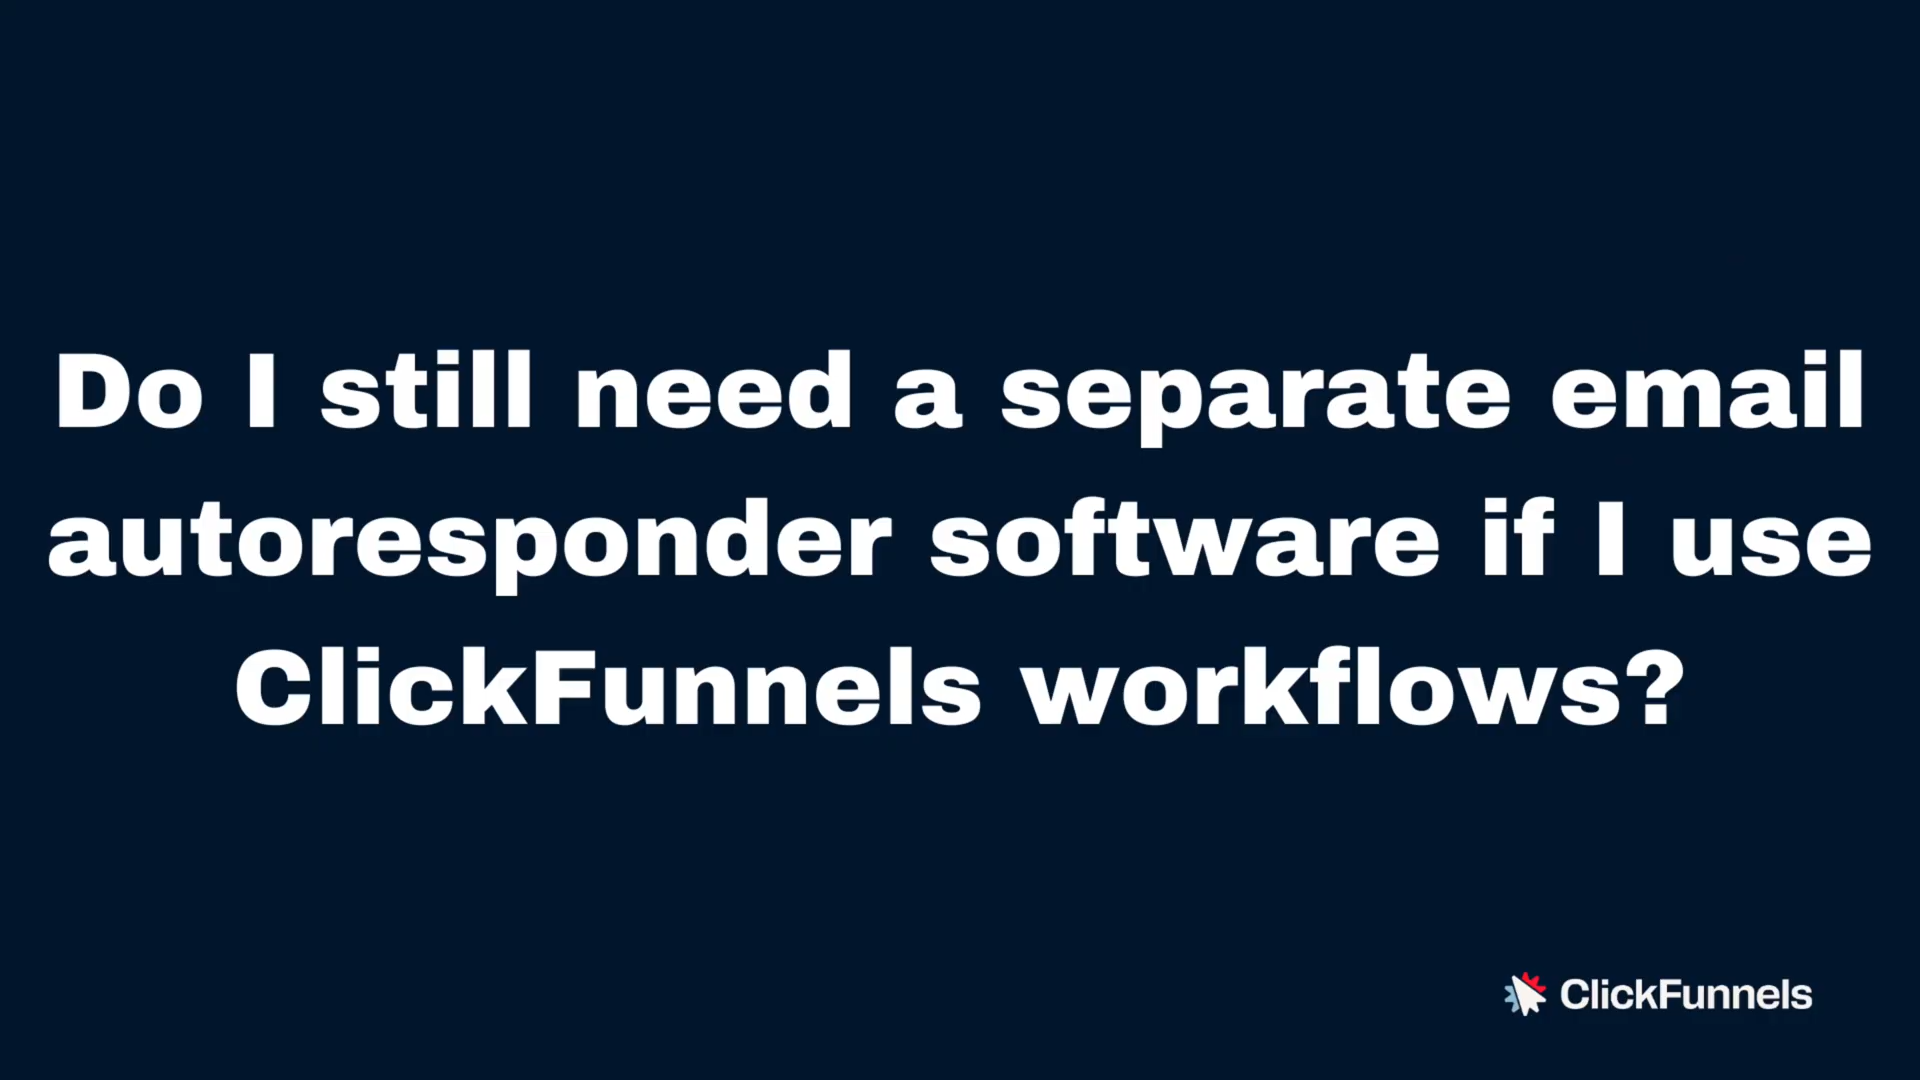 Do I still need a separate email
autoresponder software if I use
ClickFunnels workflows?
ClickFunnels